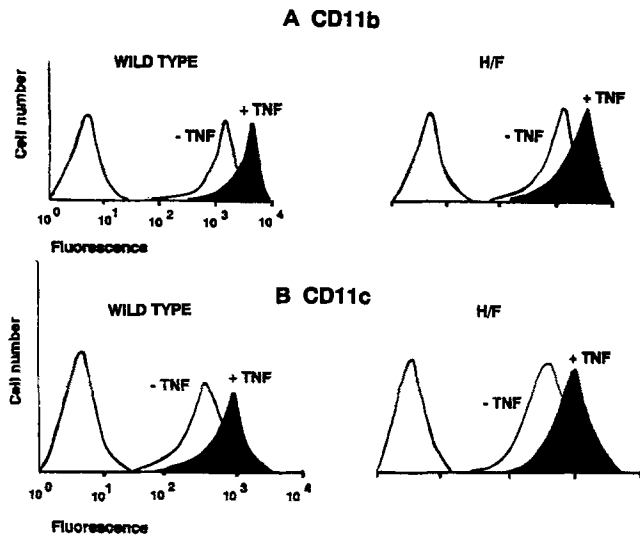 A CD11b
WILD TYPE
H/F
Cell number
- TNF
+ TNF
- TNF
+ TNF
10^0 10^1 10^2 10^3 10^4
Fluorescence
B CD11c
WILD TYPE
H/F
Cell number
- TNF
+ TNF
- TNF
+ TNF
10^0 10^1 10^2 10^3 10^4
Fluorescence